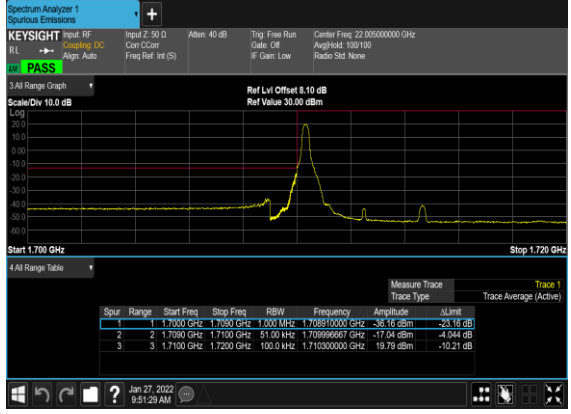 Spectrum Analyzer 1
Spurious Emissions
+
KEYSIGHT Input: RF Input Z: 50 Ω Atten: 40 dB Trig: Free Run Center Freq: 22.005000000 GHz
RL Coupling: DC Corr CCorr Gate: Off Avg|Hold: 100/100
Align: Auto Freq Ref: Int (S) IF Gain: Low Radio Std: None
PASS
3 All Range Graph
Ref Lvl Offset 8.10 dB
Scale/Div 10.0 dB Ref Value 30.00 dBm
Log
20.0
10.0
0.00
-10.0
-20.0
-30.0
-40.0
-50.0
-60.0
Start 1.700 GHz Stop 1.720 GHz
4 All Range Table
Measure Trace Trace 1
Trace Type Trace Average (Active)
Spur Range Start Freq Stop Freq RBW Frequency Amplitude ΔLimit
1 1 1.7000 GHz 1.7090 GHz 1.000 MHz 1.708910000 GHz -36.16 dBm -23.16 dB
2 2 1.7090 GHz 1.7100 GHz 51.00 kHz 1.709996667 GHz -17.04 dBm -4.044 dB
3 3 1.7100 GHz 1.7200 GHz 100.0 kHz 1.710300000 GHz 19.79 dBm -10.21 dB
? Jan 27, 2022
9:51:29 AM